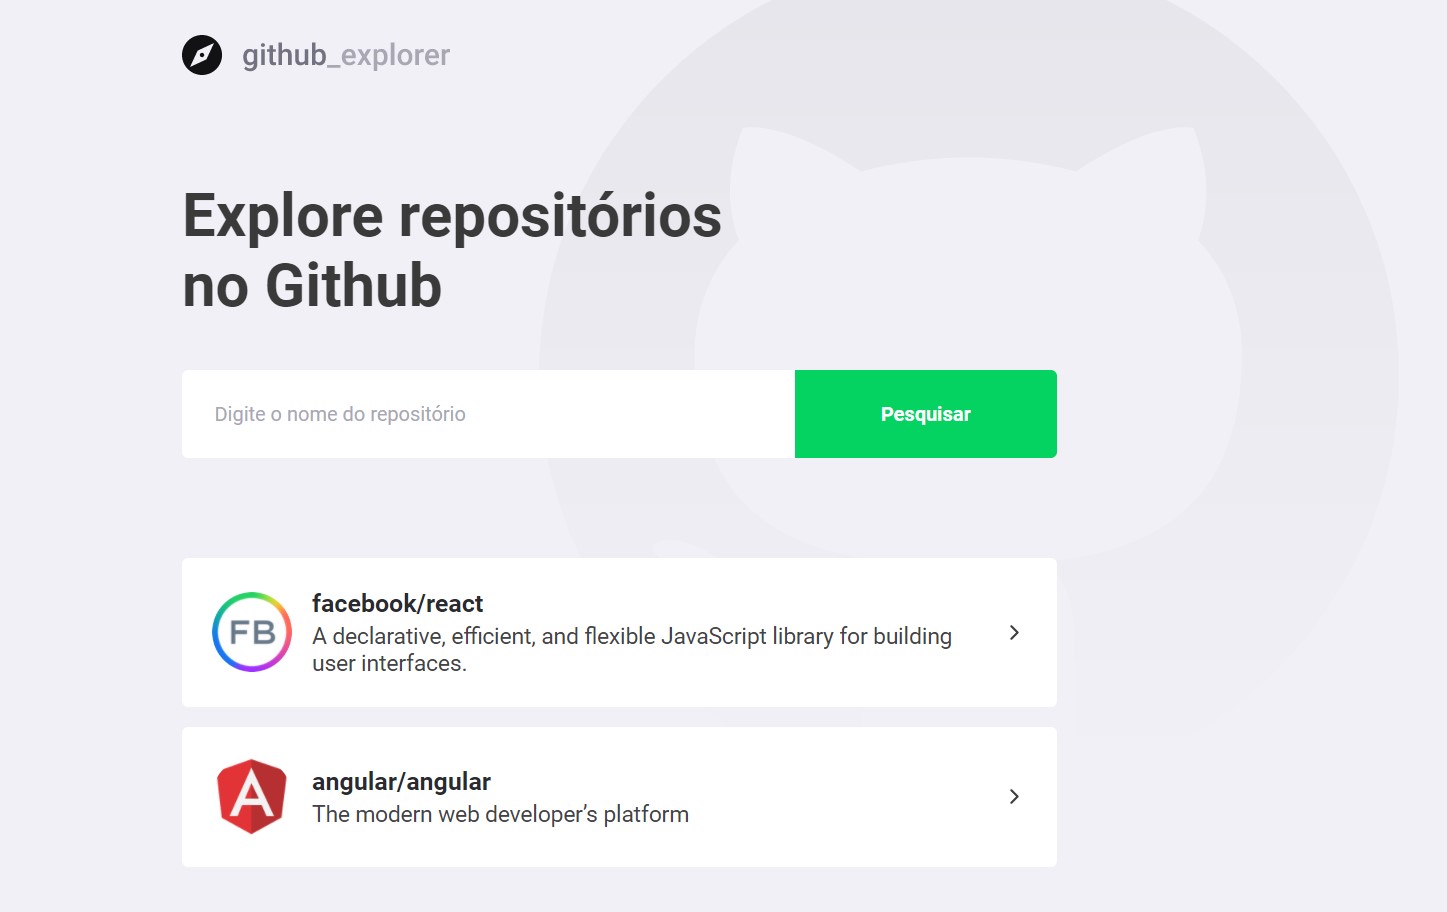 github_explorer
Explore repositórios
no Github
Digite o nome do repositório
Pesquisar
FB
facebook/react
A declarative, efficient, and flexible JavaScript library for building
user interfaces.
A
angular/angular
The modern web developer’s platform